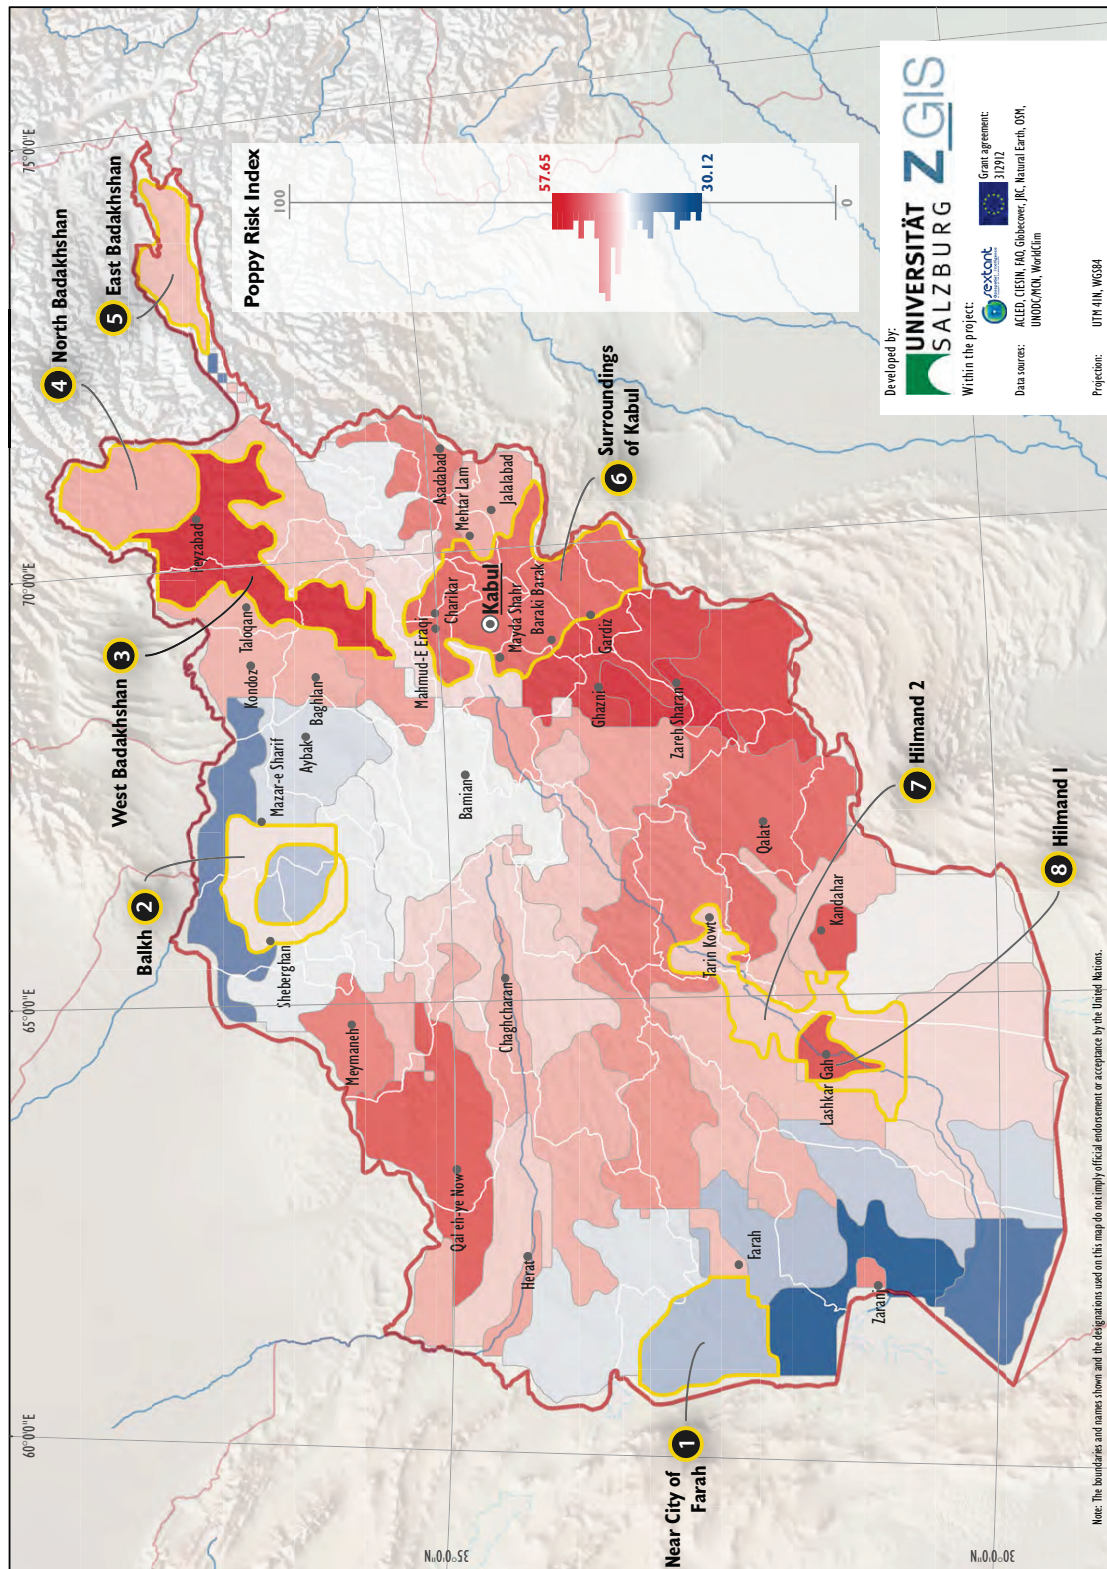 75°0'0"E
70°0'0"E
65°0'0"E
60°0'0"E
35°0'0"N
30°0'0"N
Near City of
Farah
1
Balkh
2
West Badakhshan
3
4
North Badakhshan
5
East Badakhshan
6
Surroundings
of Kabul
7
Hilmand 2
8
Hilmand 1
Feyzabad
Taloqan
Kondoz
Baghlan
Aybak
Mazar-e Sharif
Sheberghan
Meymaneh
Qal eh-ye Now
Herat
Chaghcharan
Bamian
Mahmud-E Eraqi
Charikar
Kabul
Mayda Shahr
Baraki Barak
Mehtar Lam
Asadabad
Jalalabad
Gardiz
Ghazni
Zareh Sharan
Qalat
Kandahar
Tarin Kowt
Lashkar Gah
Farah
Zaranj
Poppy Risk Index
100
57.65
30.12
0
Developed by:
UNIVERSITÄT
SALZBURG
Z_GIS
Within the project:
sextant
Grant agreement:
312912
Data sources:
ACLED, CIESIN, FAO, Globecover, JRC, Natural Earth, OSM,
UNODC/MCN, WorldClim
Projection:
UTM 41N, WGS84
Note: The boundaries and names shown and the designations used on this map do not imply official endorsement or acceptance by the United Nations.